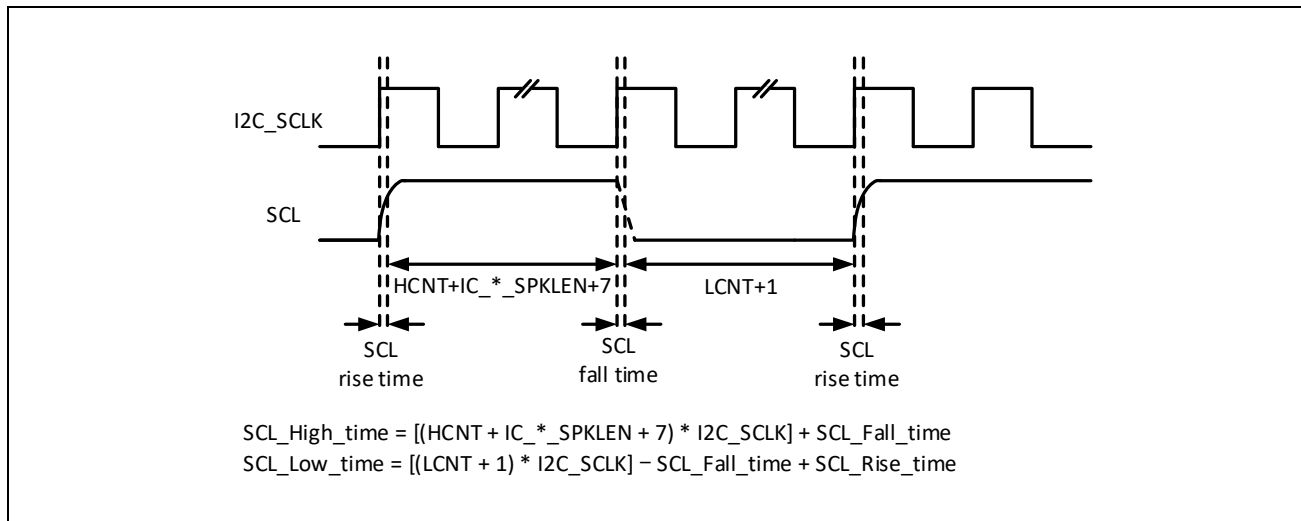 I2C_SCLK
SCL
HCNT+IC_*_SPKLEN+7
LCNT+1
SCL
rise time
SCL
fall time
SCL
rise time
SCL_High_time = [(HCNT + IC_*_SPKLEN + 7) * I2C_SCLK] + SCL_Fall_time
SCL_Low_time = [(LCNT + 1) * I2C_SCLK] – SCL_Fall_time + SCL_Rise_time